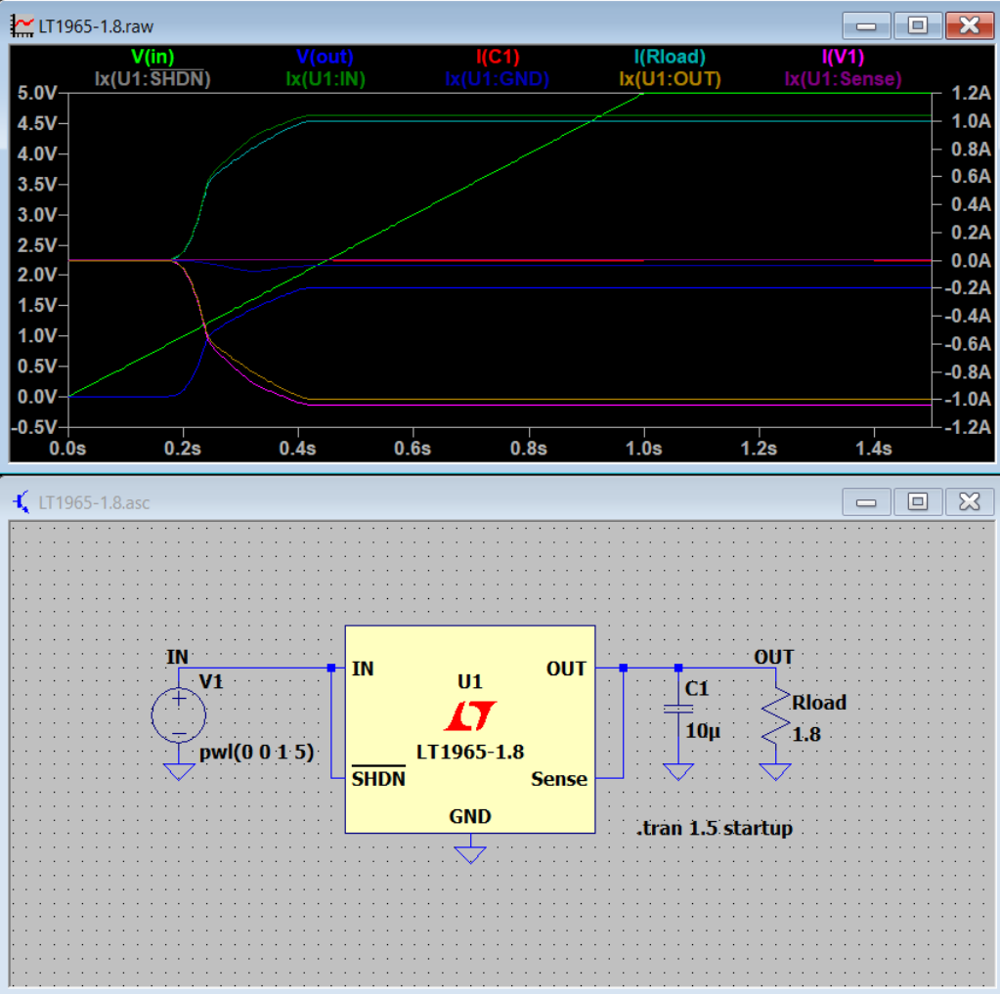 LT1965-1.8.raw
V(in) V(out) I(C1) I(Rload) I(V1)
Ix(U1:S̅H̅D̅N̅) Ix(U1:IN) Ix(U1:GND) Ix(U1:OUT) Ix(U1:Sense)
5.0V 1.2A
4.5V 1.0A
4.0V 0.8A
3.5V 0.6A
3.0V 0.4A
2.5V 0.2A
2.0V 0.0A
1.5V -0.2A
1.0V -0.4A
0.5V -0.6A
0.0V -0.8A
-0.5V -1.0A
-1.2A
0.0s 0.2s 0.4s 0.6s 0.8s 1.0s 1.2s 1.4s
LT1965-1.8.asc
IN OUT
V1 IN U1 OUT C1
Rload
10µ 1.8
pwl(0 0 1 5) LT1965-1.8
S̅H̅D̅N̅ Sense
GND
.tran 1.5 startup